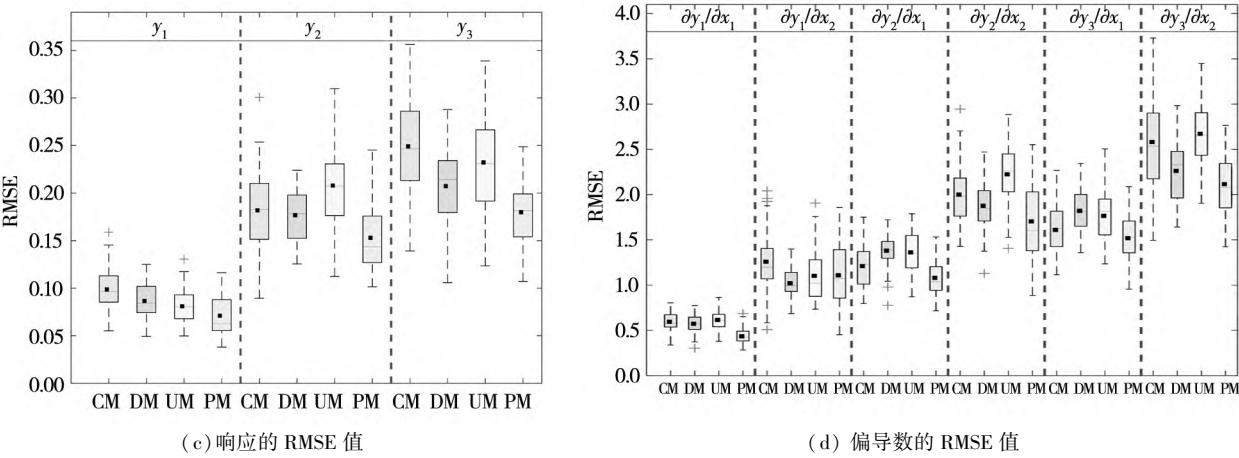 y₁ y₂ y₃
0.35
0.30
0.25
0.20
0.15
0.10
0.05
0.00
RMSE
CM DM UM PM CM DM UM PM CM DM UM PM
(c)响应的 RMSE 值
∂y₁/∂x₁ ∂y₁/∂x₂ ∂y₂/∂x₁ ∂y₂/∂x₂ ∂y₃/∂x₁ ∂y₃/∂x₂
4.0
3.5
3.0
2.5
2.0
1.5
1.0
0.5
0.0
RMSE
CM DM UM PM CM DM UM PM CM DM UM PM CM DM UM PM CM DM UM PM CM DM UM PM
(d) 偏导数的 RMSE 值